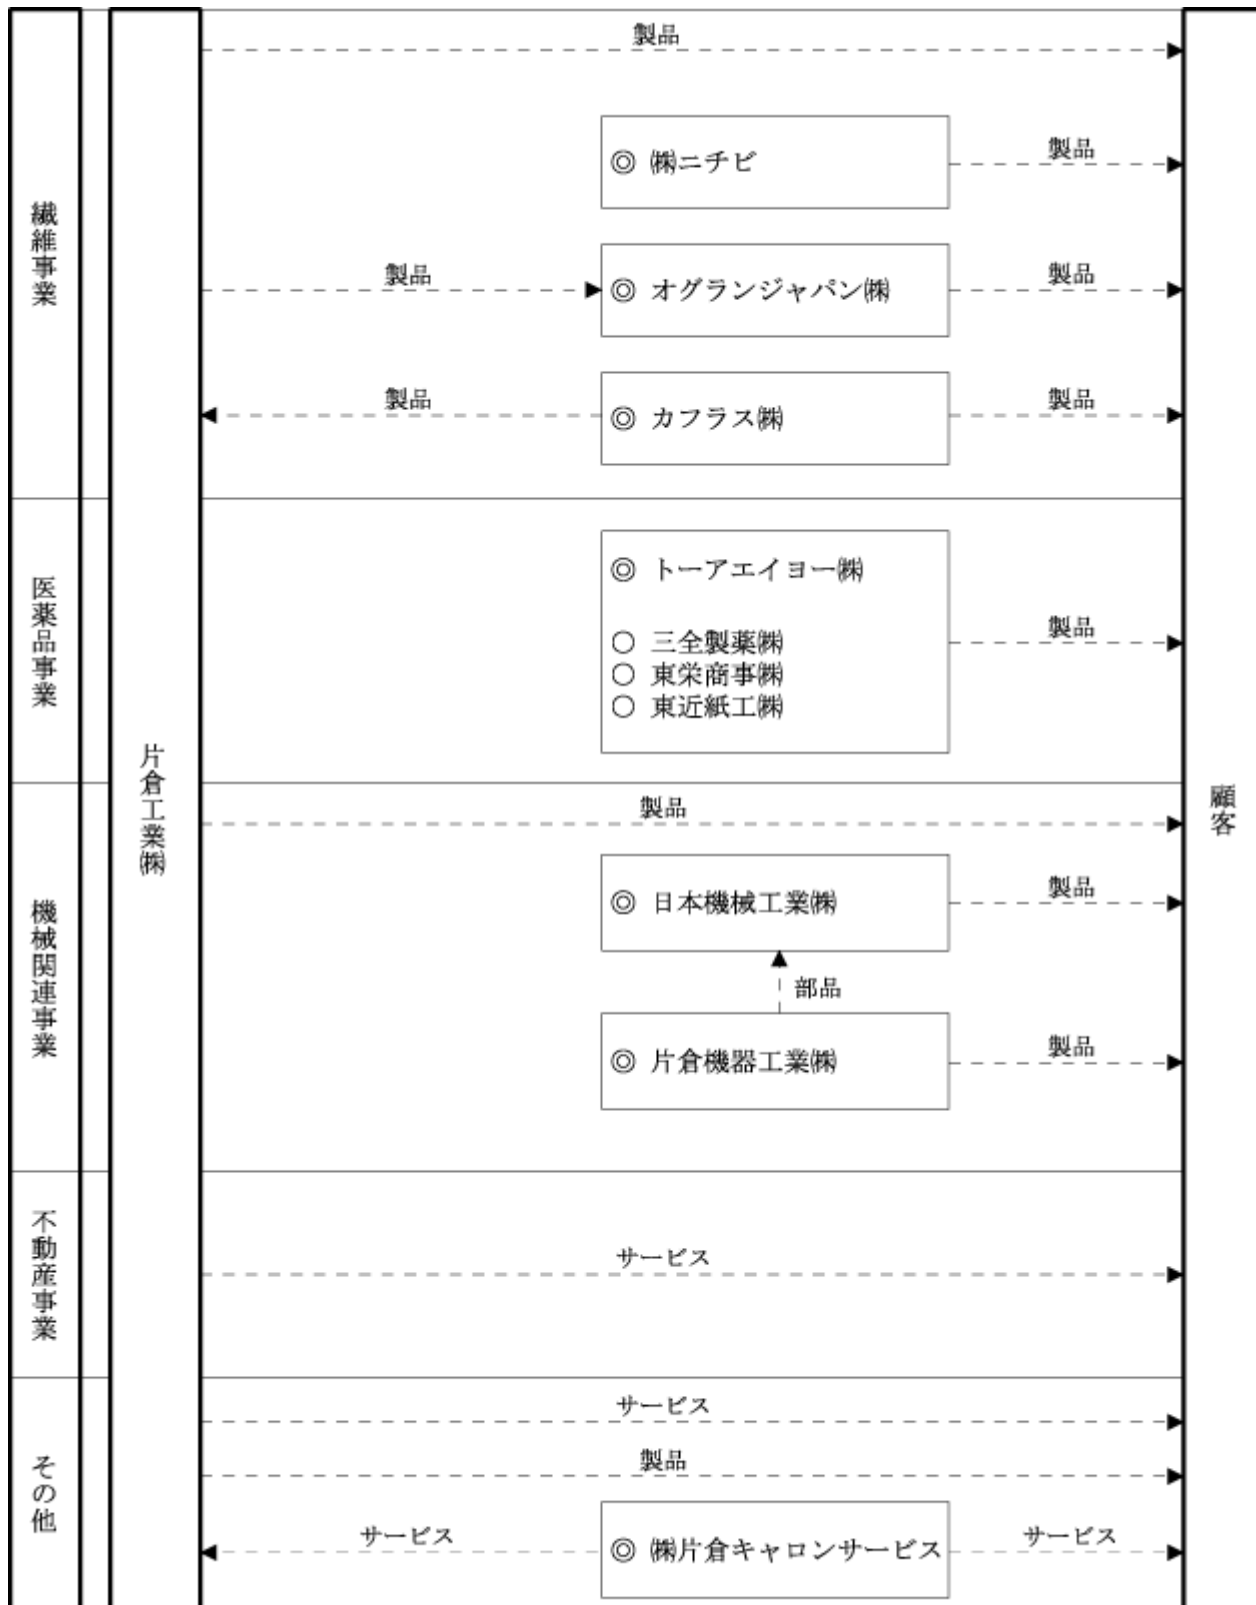 繊維事業
片倉工業㈱
顧客
製品
◎ ㈱ニチビ
製品
製品
◎ オグランジャパン㈱
製品
製品
◎ カフラス㈱
製品
医薬品事業
◎ トーアエイヨー㈱
○ 三全製薬㈱
○ 東栄商事㈱
○ 東近紙工㈱
製品
機械関連事業
製品
◎ 日本機械工業㈱
製品
部品
◎ 片倉機器工業㈱
製品
不動産事業
サービス
その他
サービス
製品
サービス
◎ ㈱片倉キャロンサービス
サービス